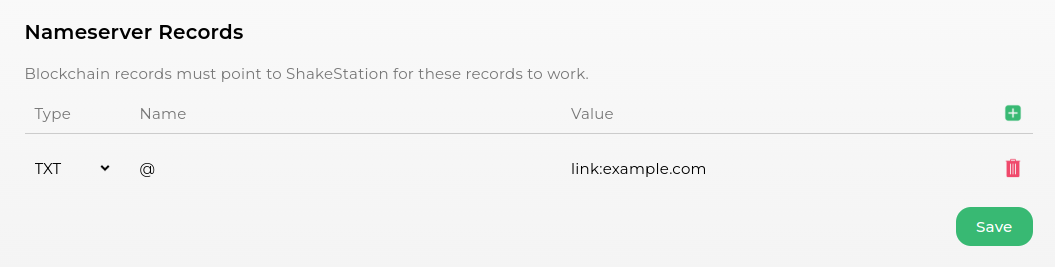 Nameserver Records
Blockchain records must point to ShakeStation for these records to work.
Type Name Value
TXT @ link:example.com
Save